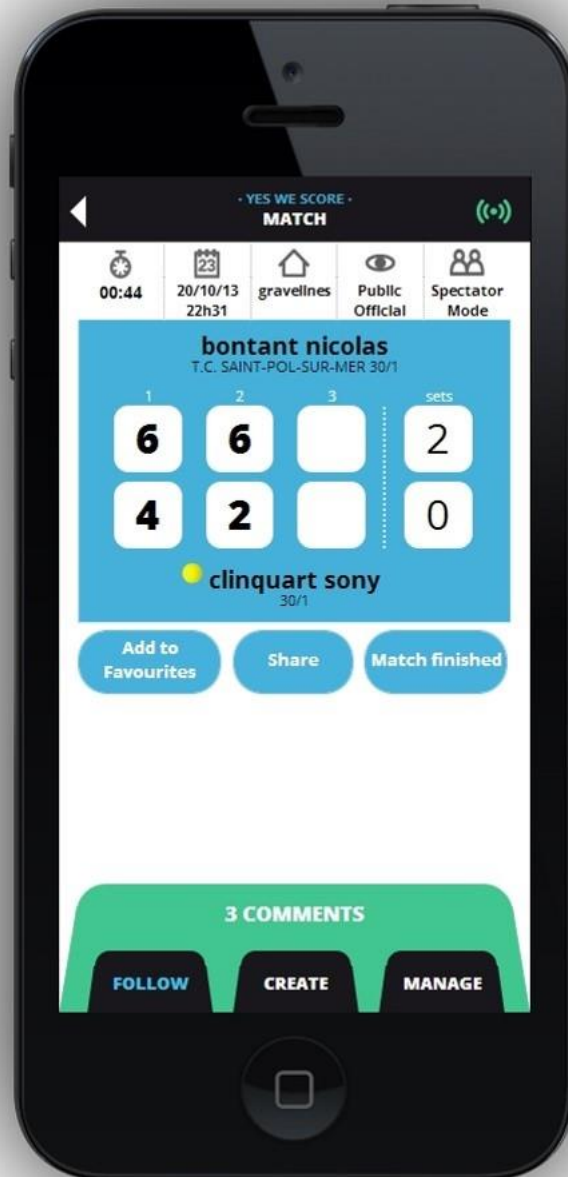 · YES WE SCORE ·
MATCH
00:44
23
20/10/13
22h31
gravelines
Public
Official
Spectator
Mode
bontant nicolas
T.C. SAINT-POL-SUR-MER 30/1
1 2 3 sets
6 6 2
4 2 0
clinquart sony
30/1
Add to
Favourites
Share
Match finished
3 COMMENTS
FOLLOW CREATE MANAGE